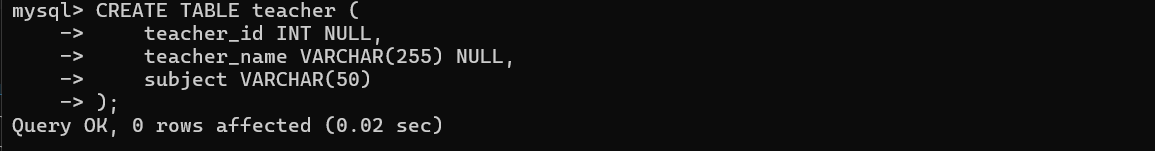 mysql> CREATE TABLE teacher (
    ->     teacher_id INT NULL,
    ->     teacher_name VARCHAR(255) NULL,
    ->     subject VARCHAR(50)
    -> );
Query OK, 0 rows affected (0.02 sec)